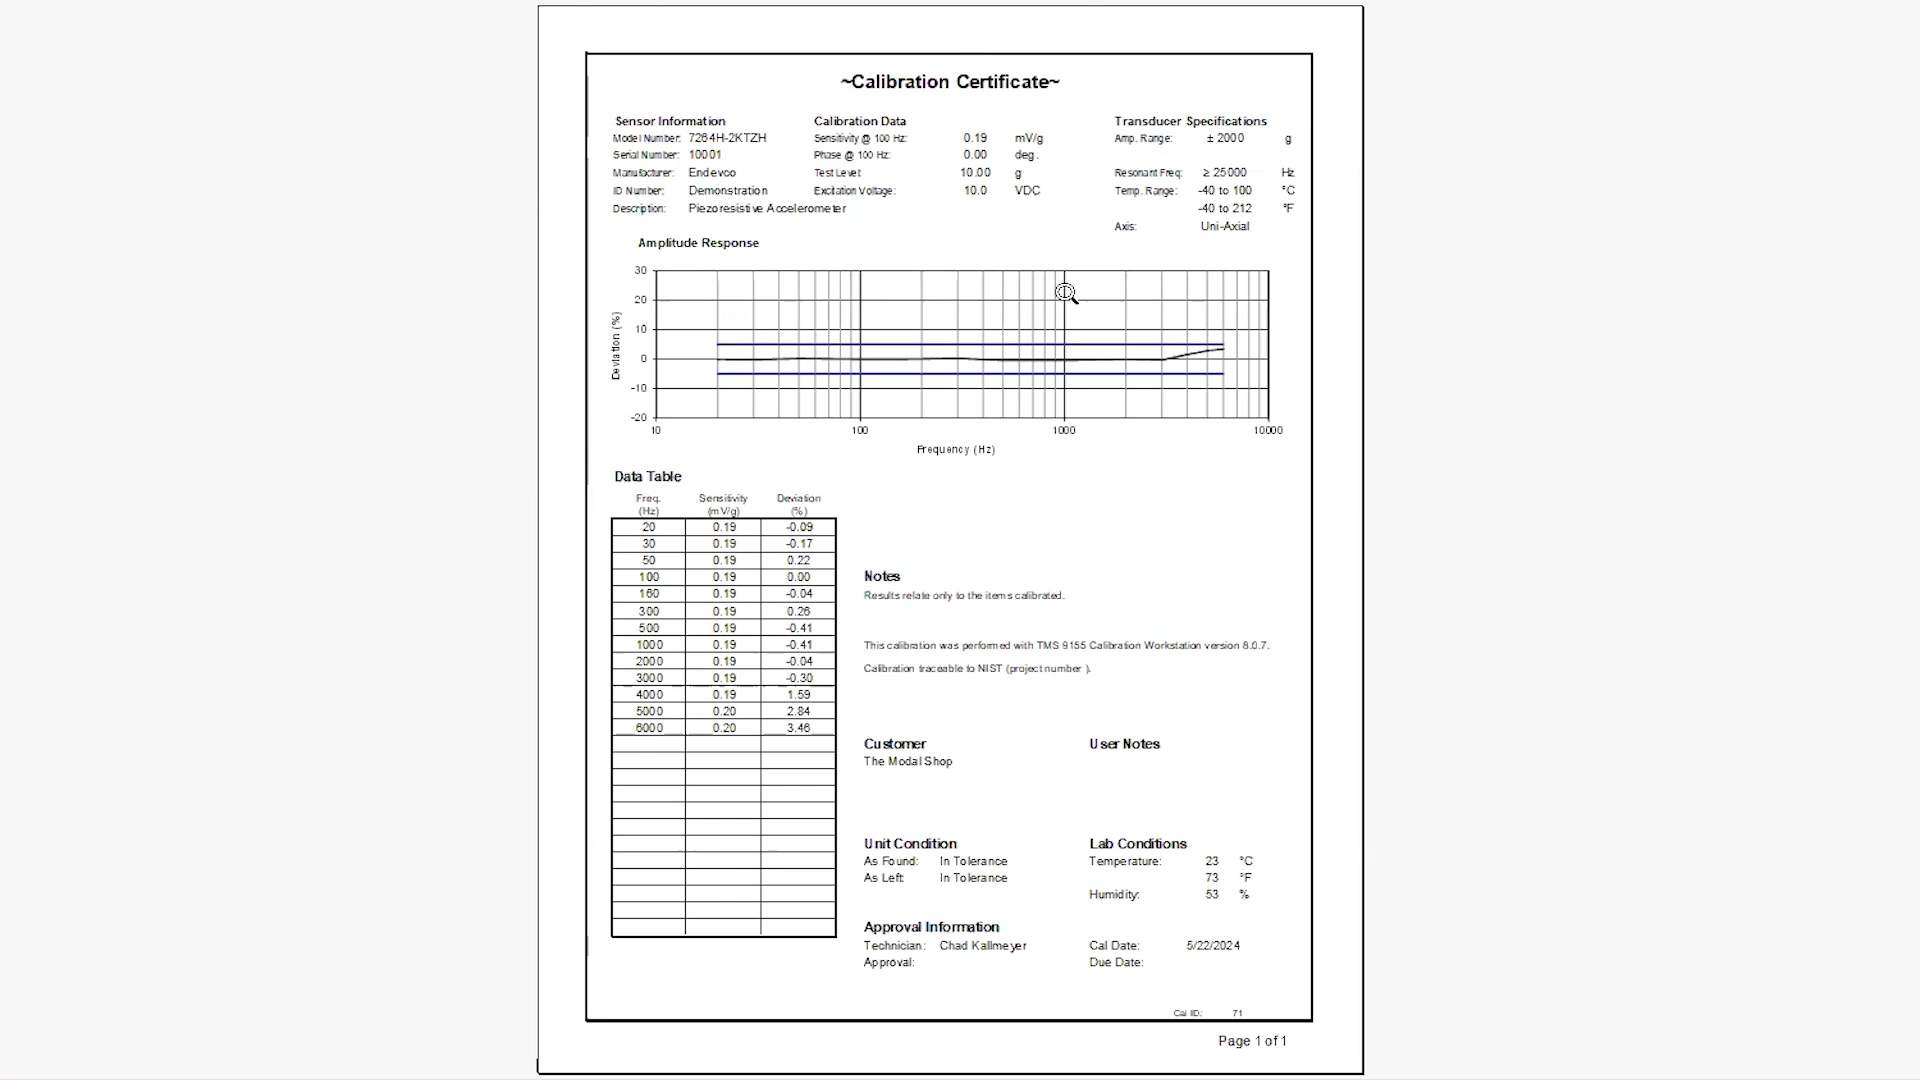 ~Calibration Certificate~
Sensor Information
Model Number: 7264H-2KTZH
Serial Number: 10001
Manufacturer: Endevco
ID Number: Demonstration
Description: Piezoresistive Accelerometer
Calibration Data
Sensitivity @ 100 Hz: 0.19 mV/g
Phase @ 100 Hz: 0.00 deg.
Test Level: 10.00 g
Excitation Voltage: 10.0 VDC
Transducer Specifications
Amp. Range: ± 2000 g
Resonant Freq: ≥ 25000 Hz
Temp. Range: -40 to 100 °C
-40 to 212 °F
Axis: Uni-Axial
Amplitude Response
30
20
10
0
-10
-20
Deviation (%)
10 100 1000 10000
Frequency (Hz)
Data Table
Freq. Sensitivity Deviation
(Hz) (mV/g) (%)
20 0.19 -0.09
30 0.19 -0.17
50 0.19 0.22
100 0.19 0.00
160 0.19 -0.04
300 0.19 0.26
500 0.19 -0.41
1000 0.19 -0.41
2000 0.19 -0.04
3000 0.19 -0.30
4000 0.19 1.59
5000 0.20 2.84
6000 0.20 3.46
Notes
Results relate only to the items calibrated.
This calibration was performed with TMS 9155 Calibration Workstation version 8.0.7.
Calibration traceable to NIST (project number ).
Customer
The Modal Shop
User Notes
Unit Condition
As Found: In Tolerance
As Left: In Tolerance
Lab Conditions
Temperature: 23 °C
73 °F
Humidity: 53 %
Approval Information
Technician: Chad Kallmeyer
Approval:
Cal Date: 5/22/2024
Due Date:
Cal ID: 71
Page 1 of 1